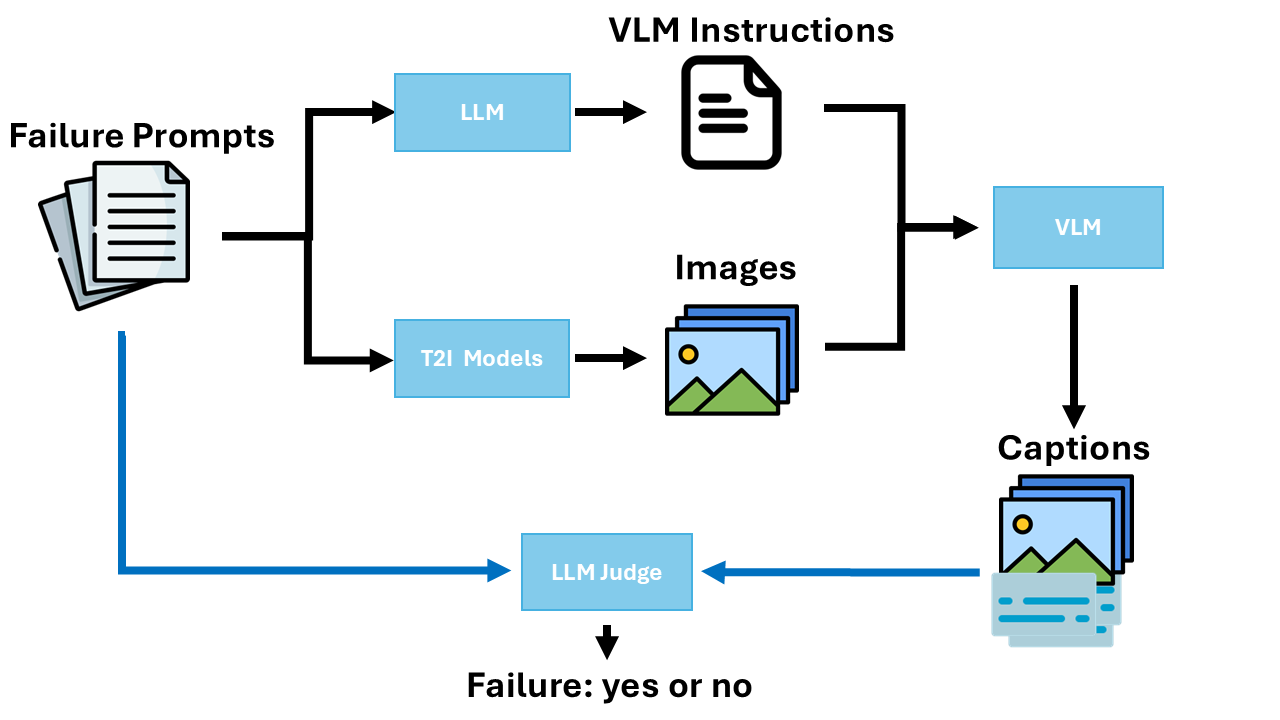 VLM Instructions
LLM
Failure Prompts
VLM
Images
T2I Models
Captions
LLM Judge
Failure: yes or no